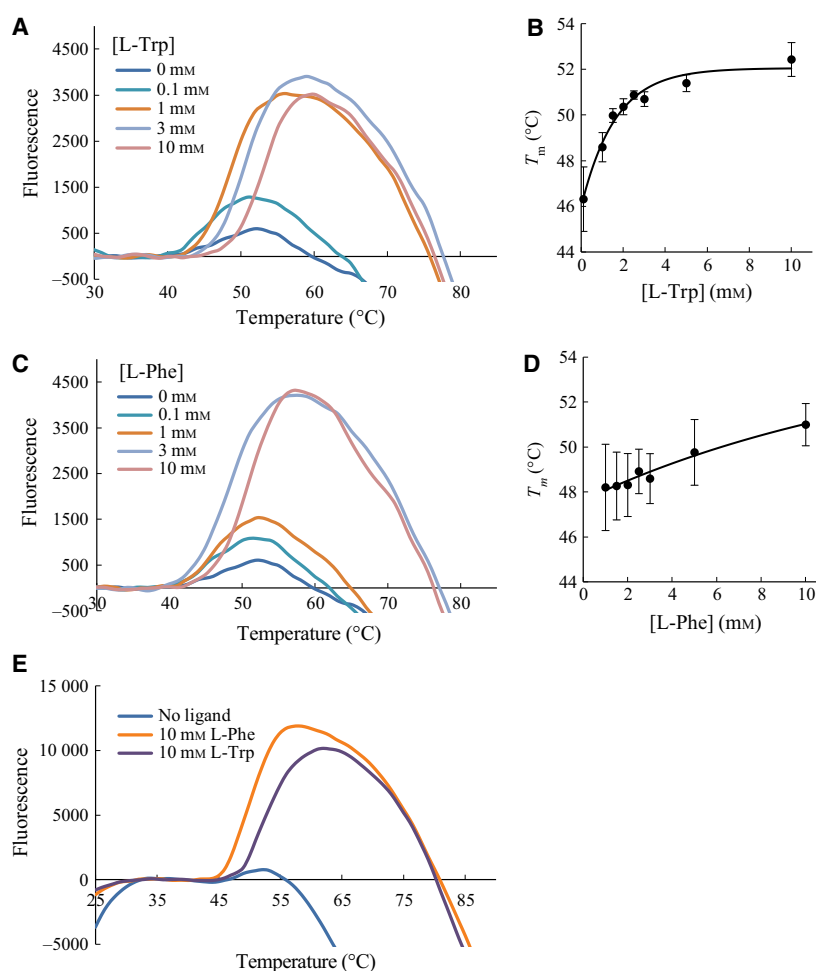 A
[L-Trp]
0 mM
0.1 mM
1 mM
3 mM
10 mM
Fluorescence
4500
3500
2500
1500
500
−500
30 40 50 60 70 80
Temperature (°C)
B
Tm (°C)
54
52
50
48
46
44
0 2 4 6 8 10
[L-Trp] (mM)
C
[L-Phe]
0 mM
0.1 mM
1 mM
3 mM
10 mM
Fluorescence
4500
3500
2500
1500
500
−500
30 40 50 60 70 80
Temperature (°C)
D
Tm (°C)
54
52
50
48
46
44
0 2 4 6 8 10
[L-Phe] (mM)
E
No ligand
10 mM L-Phe
10 mM L-Trp
Fluorescence
15 000
10 000
5000
0
−5000
25 35 45 55 65 75 85
Temperature (°C)